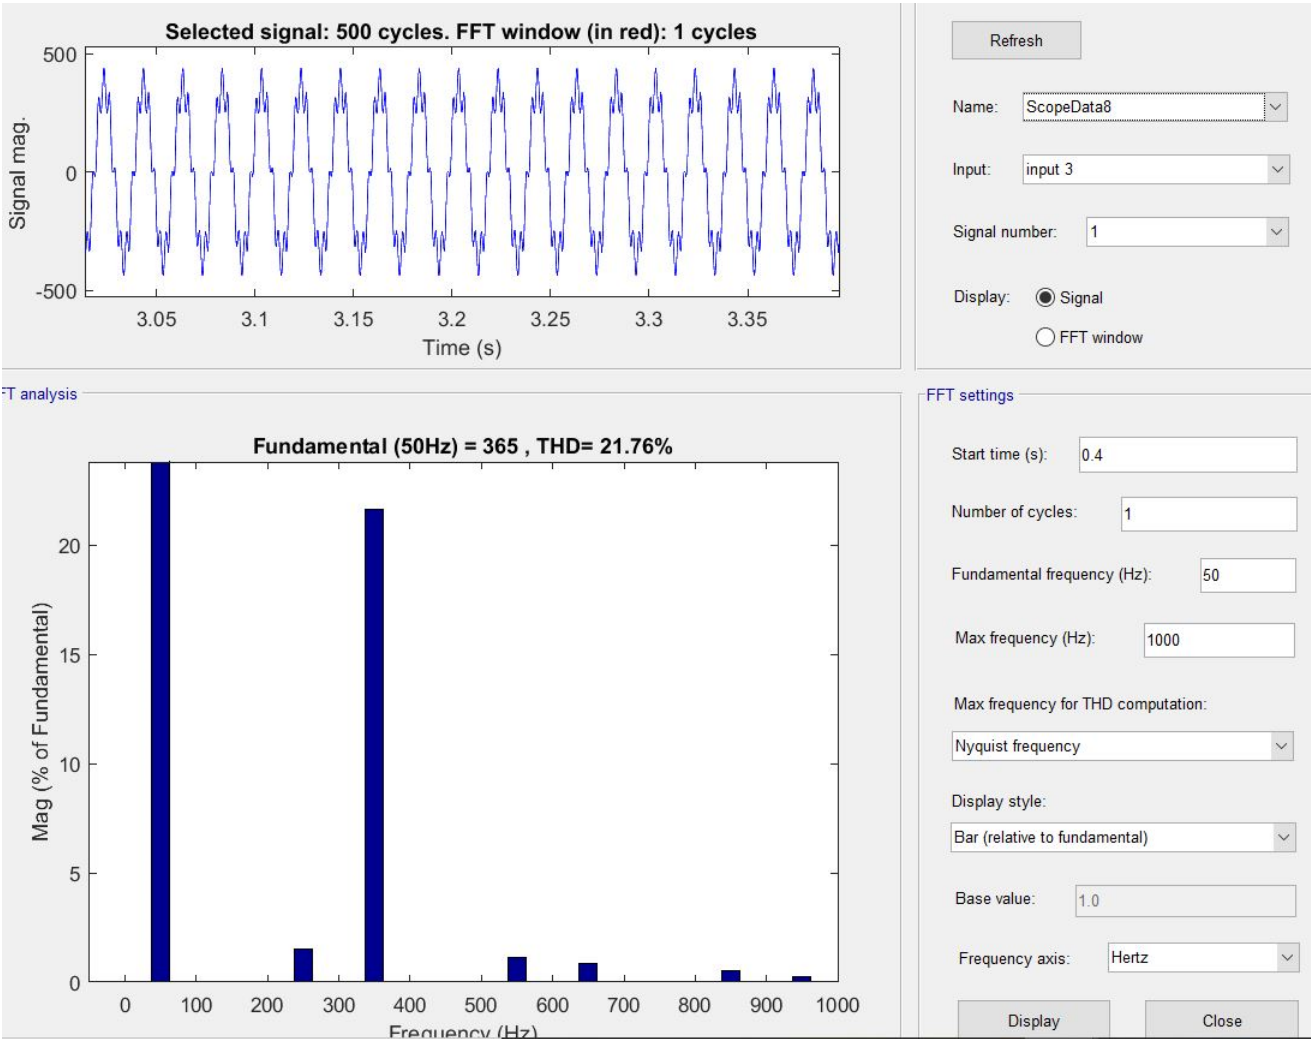 Selected signal: 500 cycles. FFT window (in red): 1 cycles
500
0
-500
Signal mag.
3.05 3.1 3.15 3.2 3.25 3.3 3.35
Time (s)
Refresh
Name: ScopeData8
Input: input 3
Signal number: 1
Display: Signal
FFT window
FT analysis
Fundamental (50Hz) = 365 , THD= 21.76%
20
15
10
5
0
Mag (% of Fundamental)
0 100 200 300 400 500 600 700 800 900 1000
Frequency (Hz)
FFT settings
Start time (s): 0.4
Number of cycles: 1
Fundamental frequency (Hz): 50
Max frequency (Hz): 1000
Max frequency for THD computation:
Nyquist frequency
Display style:
Bar (relative to fundamental)
Base value: 1.0
Frequency axis: Hertz
Display Close